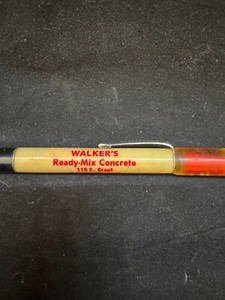 WALKER'S
Ready-Mix Concrete
115 E. Grant